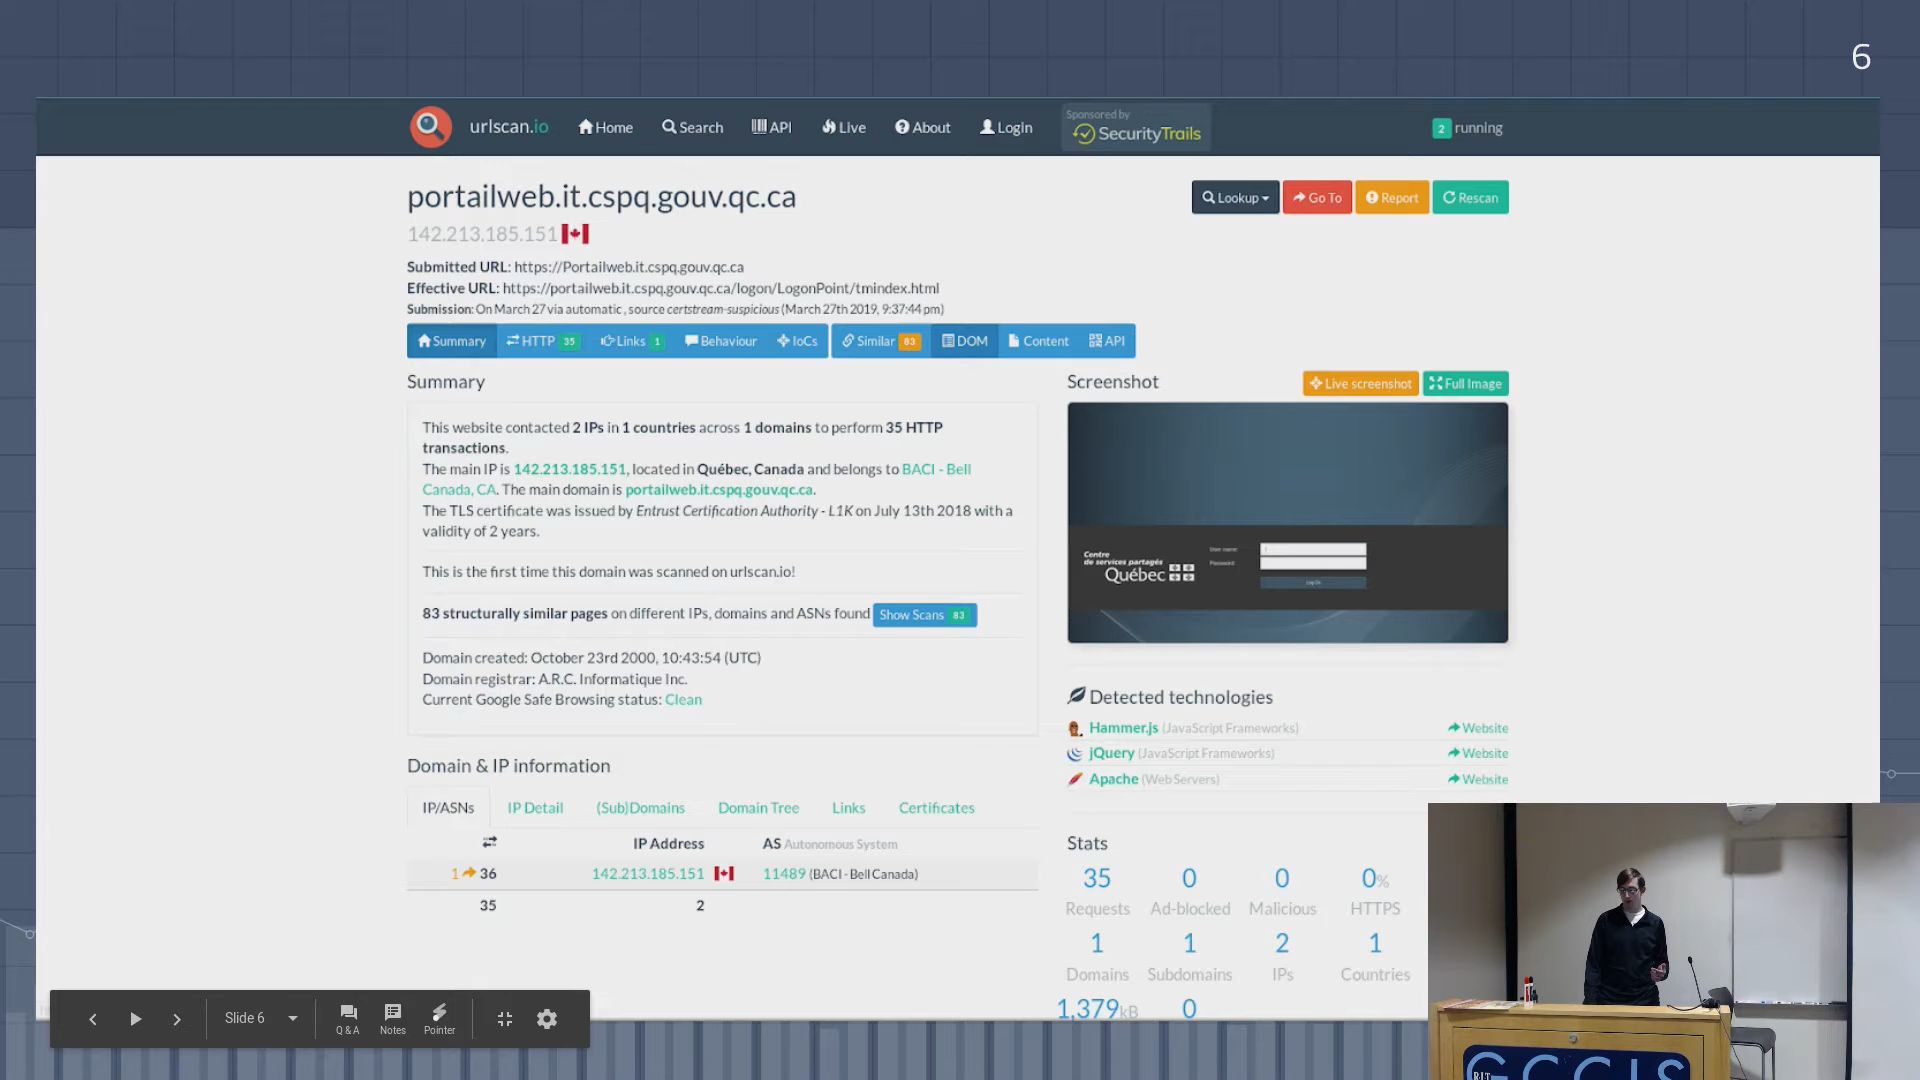 6
urlscan.io Home Search API Live About Login Sponsored by SecurityTrails 2 running
portailweb.it.cspq.gouv.qc.ca Lookup Go To Report Rescan
142.213.185.151
Submitted URL: https://Portailweb.it.cspq.gouv.qc.ca
Effective URL: https://portailweb.it.cspq.gouv.qc.ca/logon/LogonPoint/tmindex.html
Submission: On March 27 via automatic , source certstream-suspicious (March 27th 2019, 9:37:44 pm)
Summary HTTP 35 Links 1 Behaviour IoCs Similar 83 DOM Content API
Summary
This website contacted 2 IPs in 1 countries across 1 domains to perform 35 HTTP
transactions.
The main IP is 142.213.185.151, located in Québec, Canada and belongs to BACI - Bell
Canada, CA. The main domain is portailweb.it.cspq.gouv.qc.ca.
The TLS certificate was issued by Entrust Certification Authority - L1K on July 13th 2018 with a
validity of 2 years.
This is the first time this domain was scanned on urlscan.io!
83 structurally similar pages on different IPs, domains and ASNs found Show Scans 83
Domain created: October 23rd 2000, 10:43:54 (UTC)
Domain registrar: A.R.C. Informatique Inc.
Current Google Safe Browsing status: Clean
Domain & IP information
IP/ASNs IP Detail (Sub)Domains Domain Tree Links Certificates
IP Address AS Autonomous System
1 36 142.213.185.151 11489 (BACI - Bell Canada)
35 2
Screenshot Live screenshot Full Image
Centre
de services partagés
Québec
User name:
Password:
Log On
Detected technologies
Hammer.js (JavaScript Frameworks) Website
jQuery (JavaScript Frameworks) Website
Apache (Web Servers) Website
Stats
35 0 0 0%
Requests Ad-blocked Malicious HTTPS
1 1 2 1
Domains Subdomains IPs Countries
1,379kB 0
Slide 6 Q & A Notes Pointer
RIT GCCIS